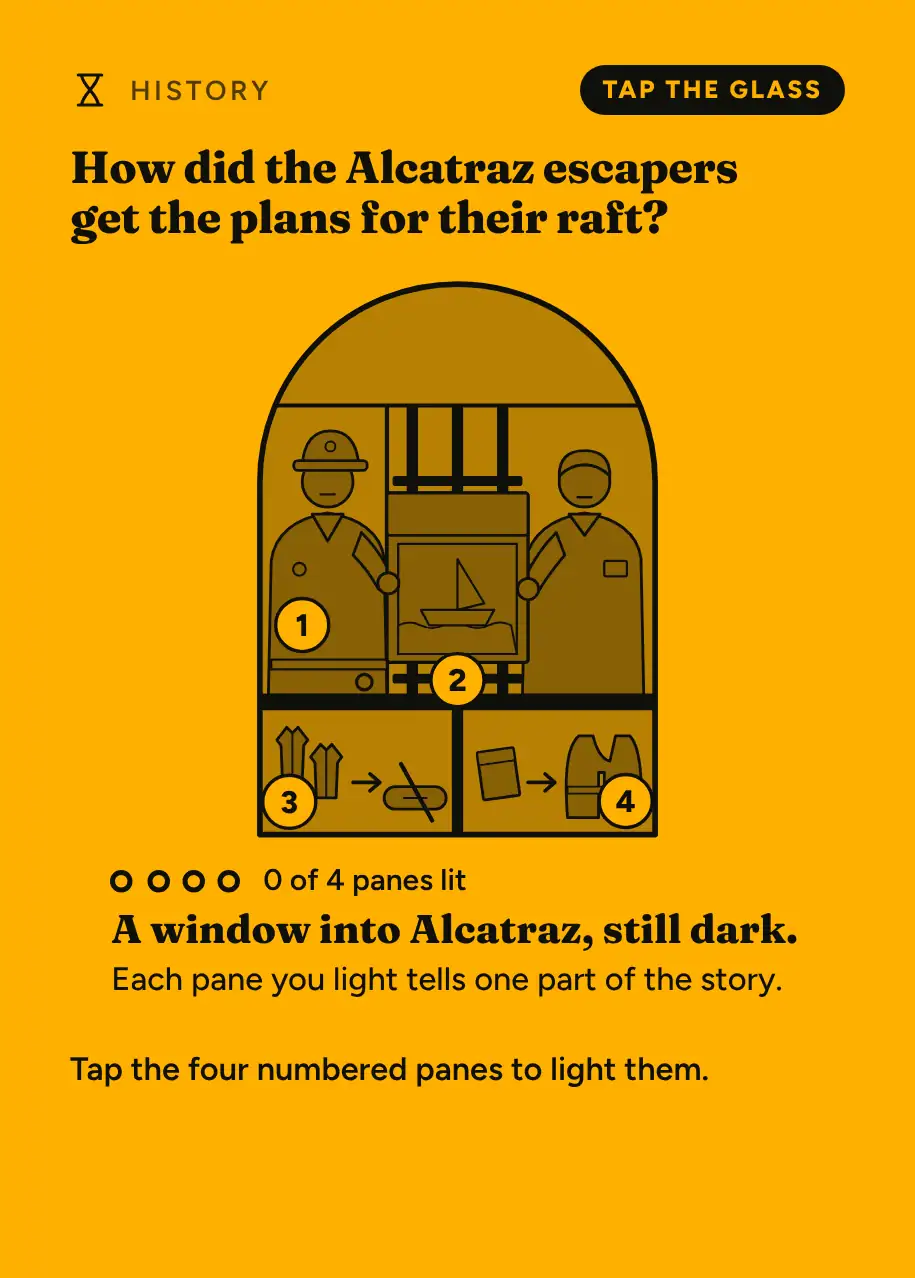 HISTORY
TAP THE GLASS
How did the Alcatraz escapers
get the plans for their raft?
1
2
3
4
0 of 4 panes lit
A window into Alcatraz, still dark.
Each pane you light tells one part of the story.
Tap the four numbered panes to light them.